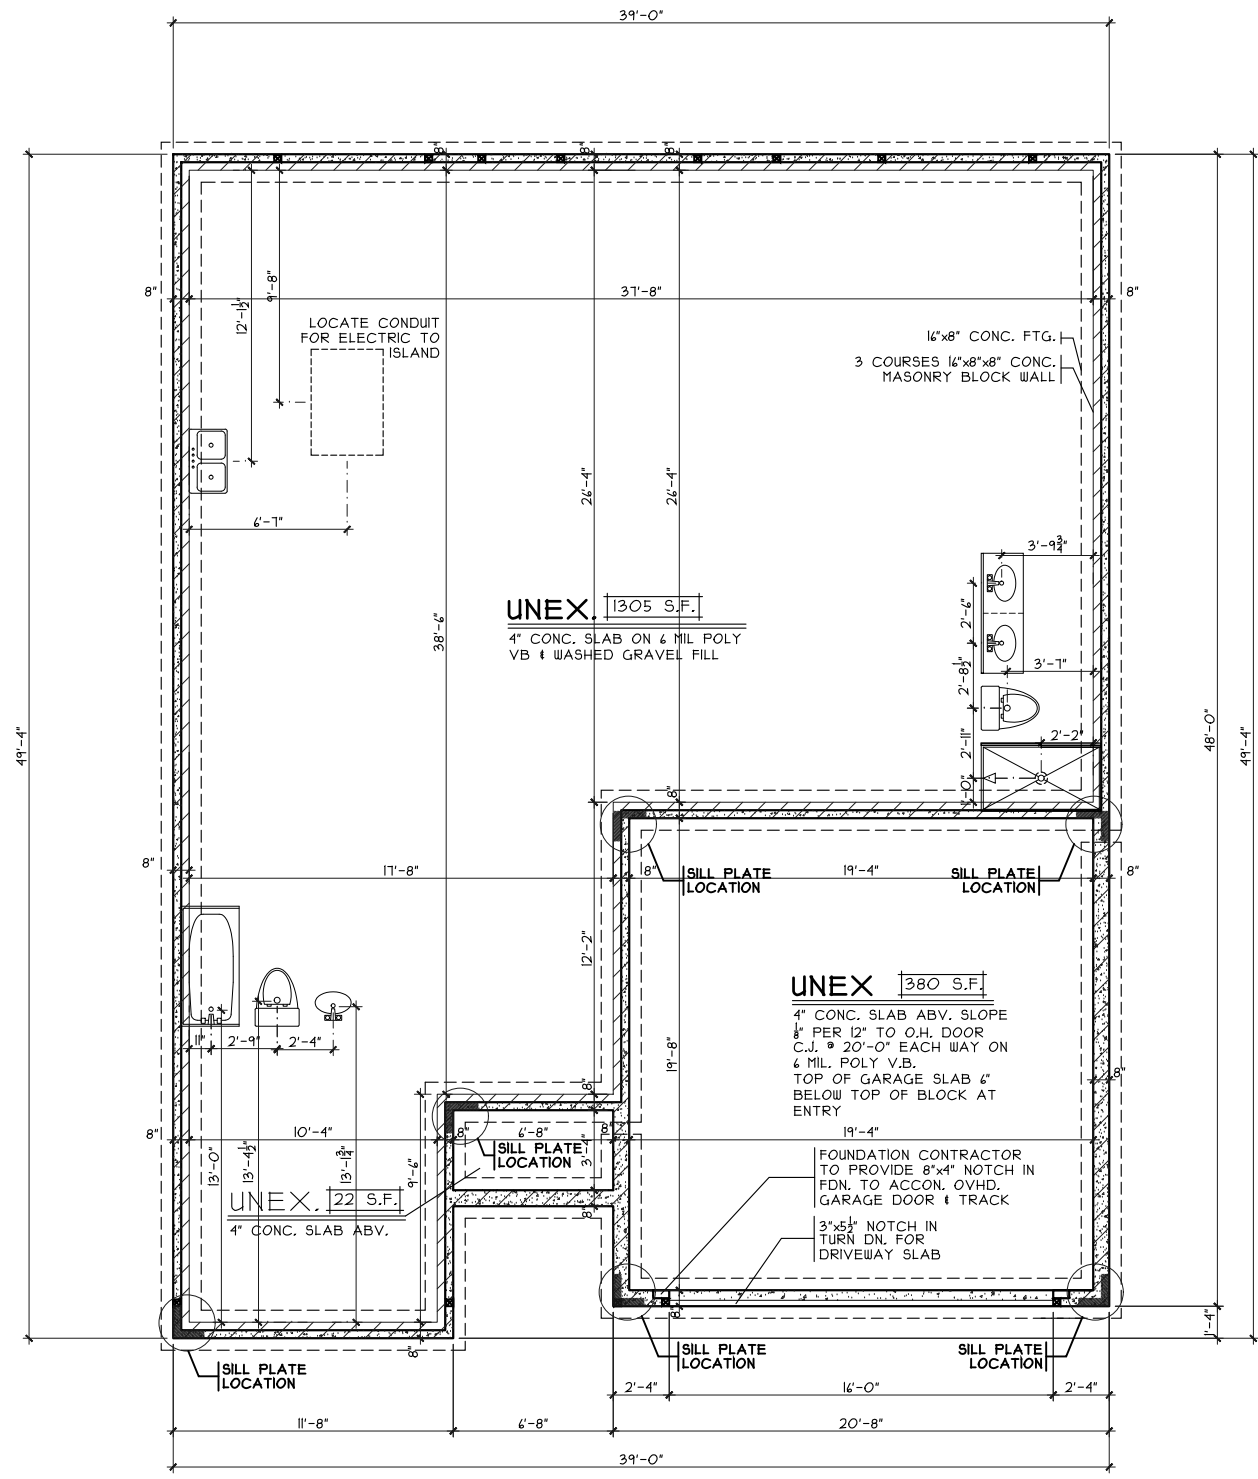 39'-0"
8"
8"
8"
8"
37'-8"
8"
9'-8"
12'-1½"
LOCATE CONDUIT
FOR ELECTRIC TO
ISLAND
16"x8" CONC. FTG.
3 COURSES 16"x8"x8" CONC.
MASONRY BLOCK WALL
26'-4"
26'-4"
6'-7"
3'-9¾"
UNEX. 1305 S.F.
4" CONC. SLAB ON 6 MIL POLY
VB & WASHED GRAVEL FILL
38'-6"
2'-6"
3'-7"
2'-8½"
2'-11"
2'-2"
49'-4"
48'-0"
49'-4"
1'-0"
8"
8"
17'-8"
8"
19'-4"
8"
SILL PLATE
LOCATION
SILL PLATE
LOCATION
12'-2"
UNEX 380 S.F.
4" CONC. SLAB ABV. SLOPE
⅛" PER 12" TO O.H. DOOR
C.J. @ 20'-0" EACH WAY ON
6 MIL. POLY V.B.
TOP OF GARAGE SLAB 6"
BELOW TOP OF BLOCK AT
ENTRY
11"
2'-9"
2'-4"
19'-8"
8"
8"
8"
10'-4"
8"
6'-8"
8"
19'-4"
SILL PLATE
LOCATION
3'-4"
13'-0"
13'-4½"
13'-1¾"
9'-6"
UNEX. 22 S.F.
4" CONC. SLAB ABV.
8"
FOUNDATION CONTRACTOR
TO PROVIDE 8"x4" NOTCH IN
FDN. TO ACCON. OVHD.
GARAGE DOOR & TRACK
3"x5½" NOTCH IN
TURN DN. FOR
DRIVEWAY SLAB
8"
1'-4"
8"
SILL PLATE
LOCATION
SILL PLATE
LOCATION
SILL PLATE
LOCATION
2'-4"
16'-0"
2'-4"
11'-8"
6'-8"
20'-8"
39'-0"